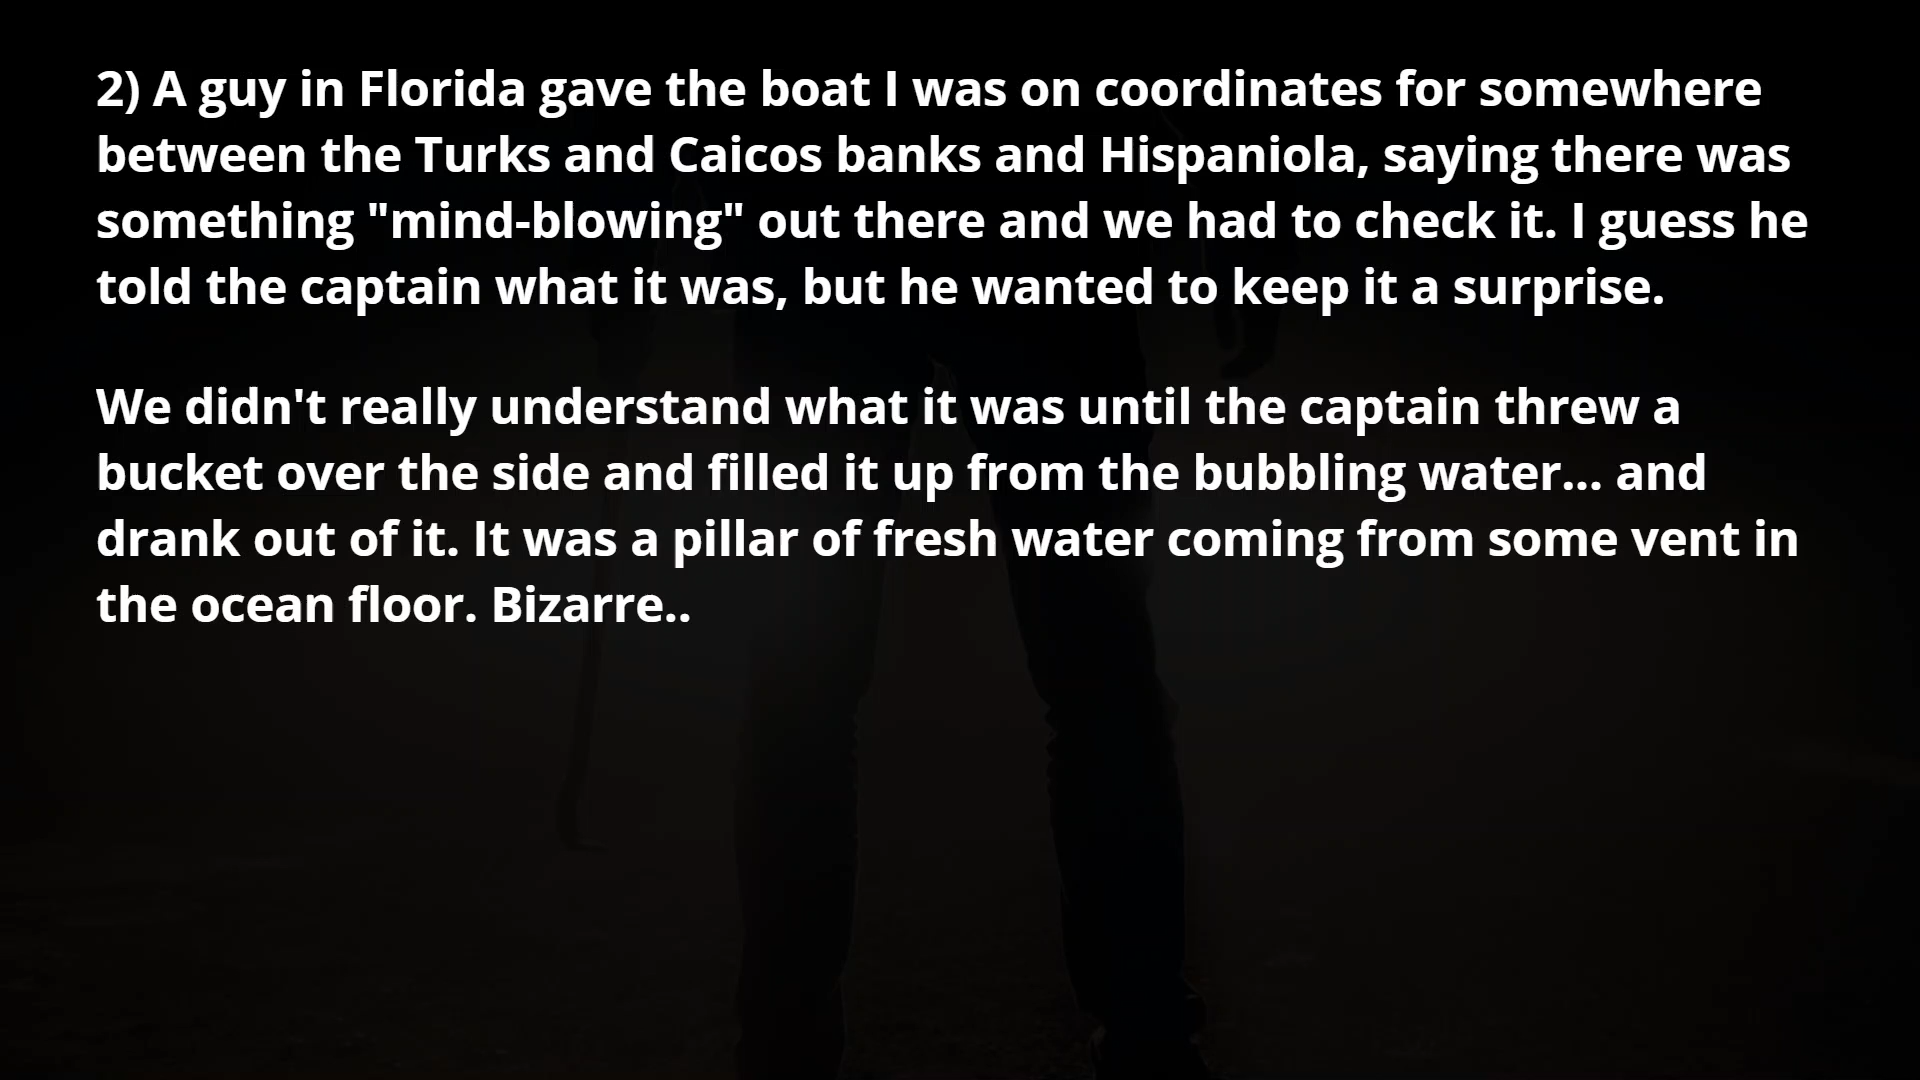 2) A guy in Florida gave the boat I was on coordinates for somewhere
between the Turks and Caicos banks and Hispaniola, saying there was
something "mind-blowing" out there and we had to check it. I guess he
told the captain what it was, but he wanted to keep it a surprise.
We didn't really understand what it was until the captain threw a
bucket over the side and filled it up from the bubbling water... and
drank out of it. It was a pillar of fresh water coming from some vent in
the ocean floor. Bizarre..